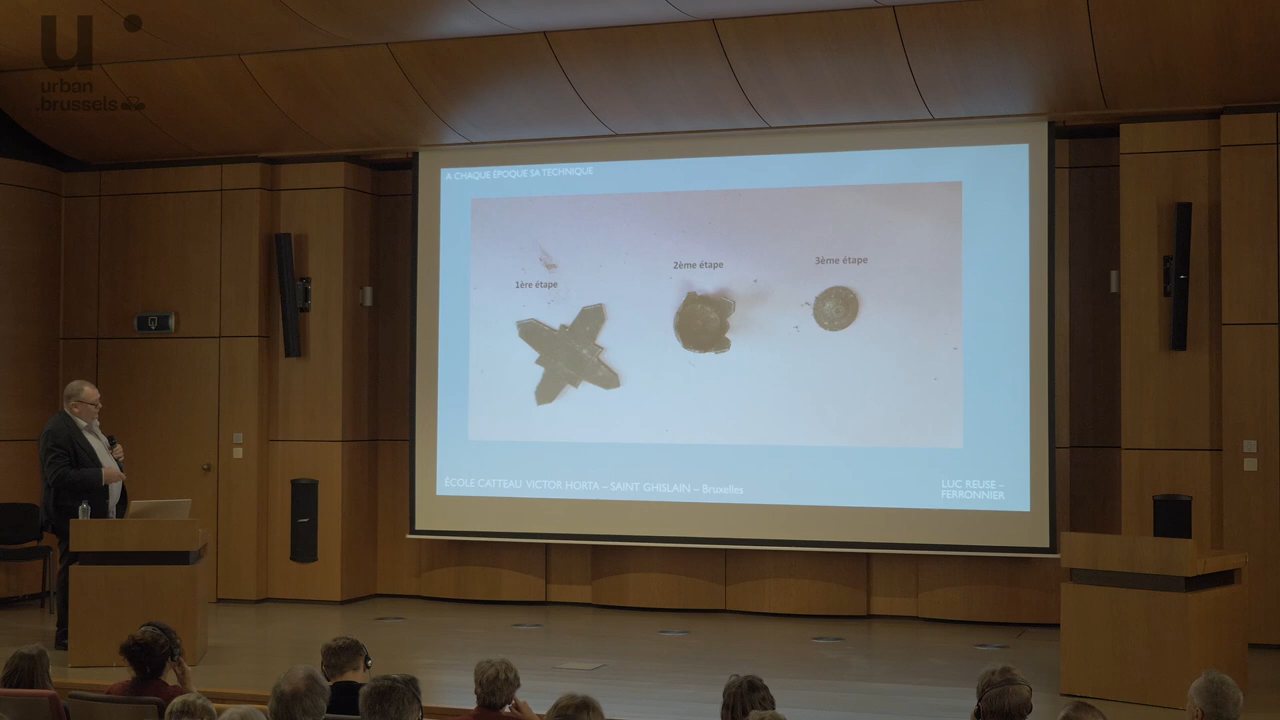 u
urban
.brussels
A CHAQUE ÉPOQUE SA TECHNIQUE
1ère étape
2ème étape
3ème étape
ÉCOLE CATTEAU VICTOR HORTA – SAINT GHISLAIN – Bruxelles
LUC REUSE –
FERRONNIER